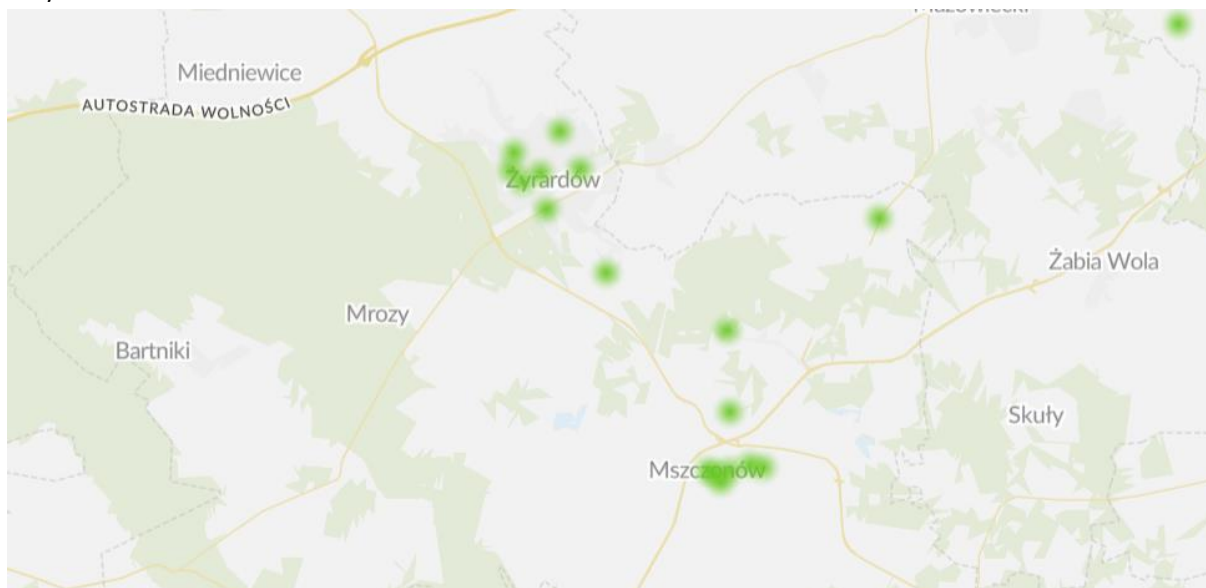 Miedniewice
AUTOSTRADA WOLNOŚCI
Żyrardów
Żabia Wola
Mrozy
Bartniki
Skuły
Mszczonów